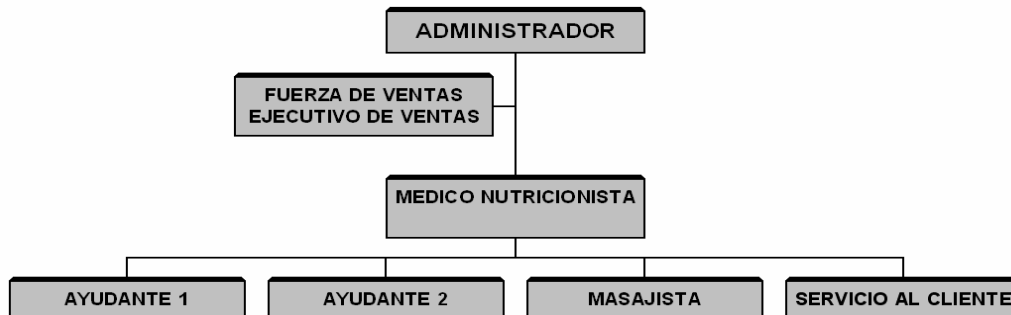 ADMINISTRADOR
FUERZA DE VENTAS
EJECUTIVO DE VENTAS
MEDICO NUTRICIONISTA
AYUDANTE 1
AYUDANTE 2
MASAJISTA
SERVICIO AL CLIENTE